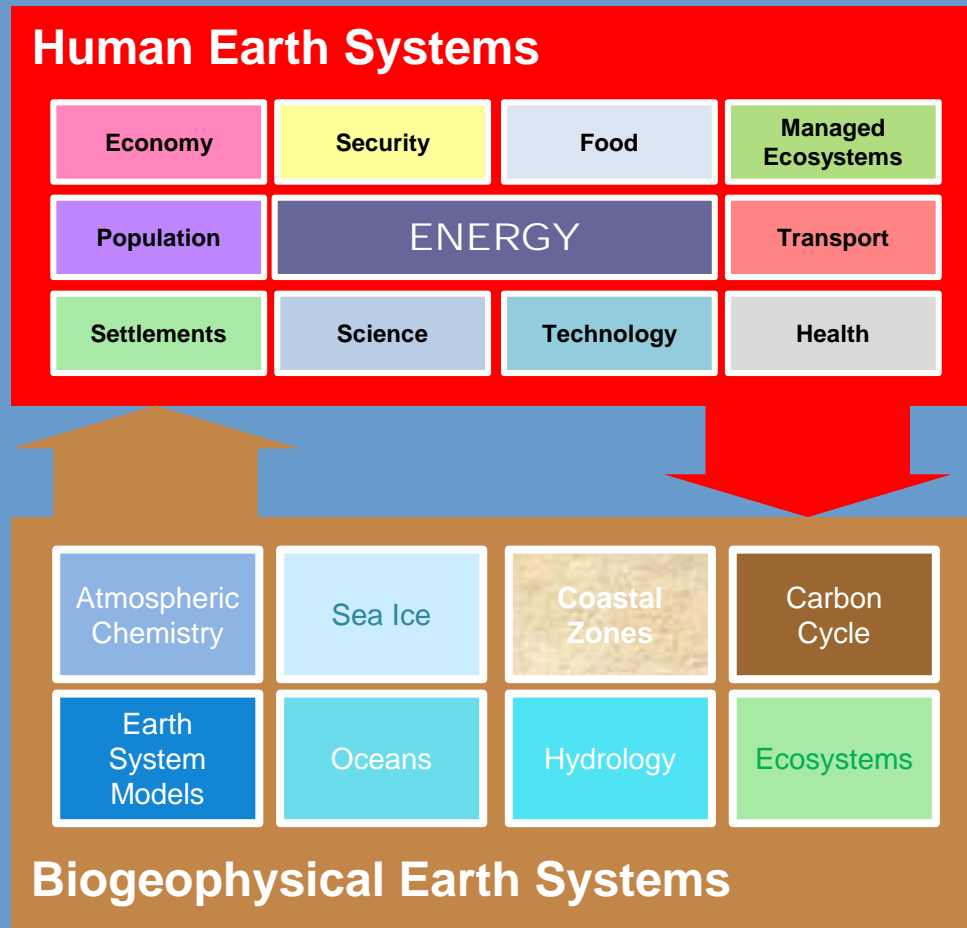 Human Earth Systems
Economy
Security
Food
Managed
Ecosystems
Population
ENERGY
Transport
Settlements
Science
Technology
Health
Atmospheric
Chemistry
Sea Ice
Coastal
Zones
Carbon
Cycle
Earth
System
Models
Oceans
Hydrology
Ecosystems
Biogeophysical Earth Systems